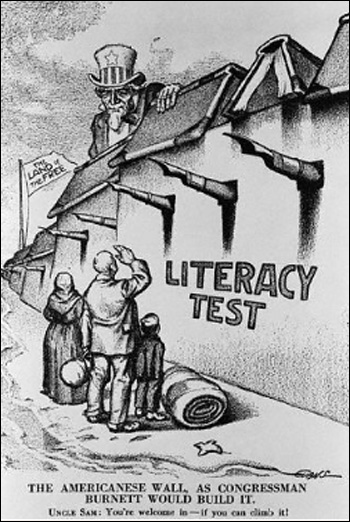 THE
LAND OF
THE FREE
LITERACY
TEST
THE AMERICANESE WALL, AS CONGRESSMAN
BURNETT WOULD BUILD IT.
UNCLE SAM: You're welcome in—if you can climb it!